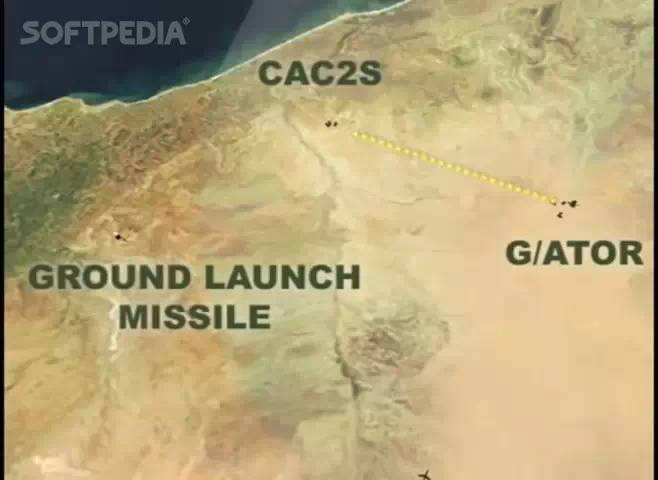 SOFTPEDIA®
CAC2S
G/ATOR
GROUND LAUNCH
MISSILE